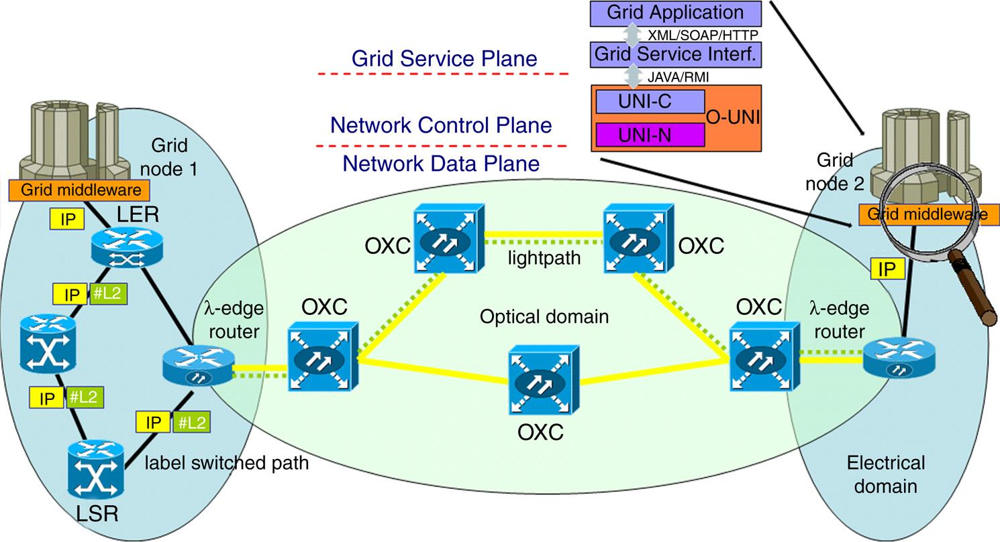 Grid Application
XML/SOAP/HTTP
Grid Service Interf.
JAVA/RMI
UNI-C
O-UNI
UNI-N
Grid Service Plane
Network Control Plane
Network Data Plane
Grid
node 1
Grid middleware
IP
LER
IP #L2
IP #L2
IP #L2
LSR
label switched path
λ-edge
router
OXC
OXC
lightpath
OXC
Optical domain
OXC
OXC
λ-edge
router
Grid
node 2
Grid middleware
IP
Electrical
domain